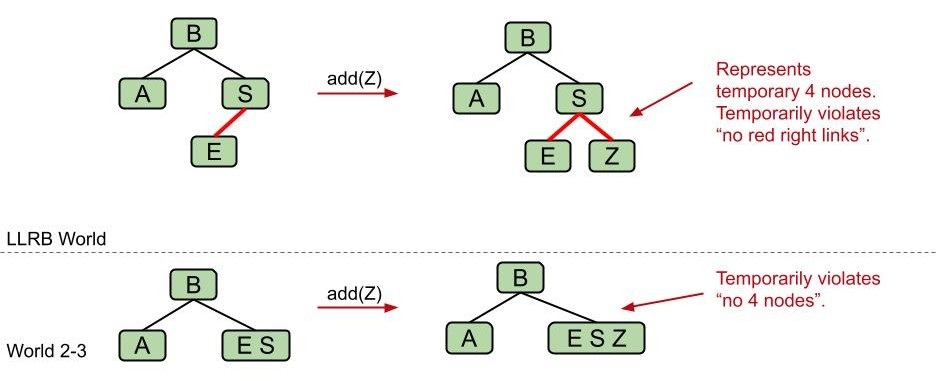 B
A
S
E
add(Z)
B
A
S
E
Z
Represents
temporary 4 nodes.
Temporarily violates
“no red right links”.
LLRB World
B
A
E S
add(Z)
B
A
E S Z
Temporarily violates
“no 4 nodes”.
World 2-3